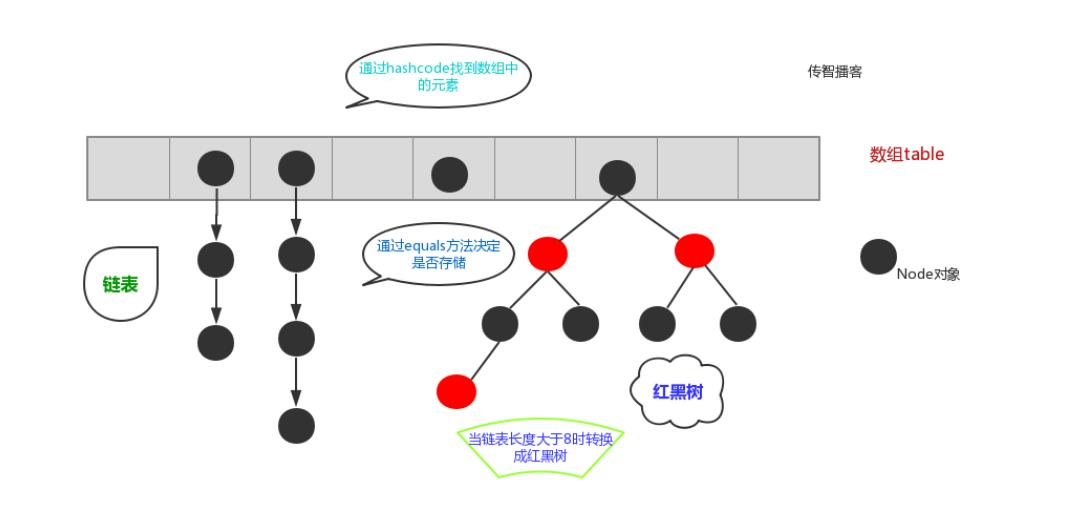 通过hashcode找到数组中
的元素
传智播客
数组table
通过equals方法决定
是否存储
链表
Node对象
红黑树
当链表长度大于8时转换
成红黑树